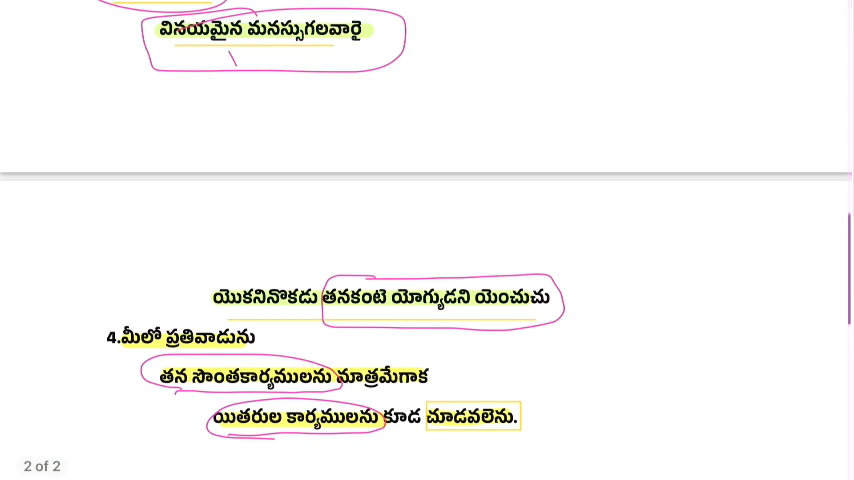 వినయమైన మనస్సుగలవారై
యొకనినొకడు తనకంటె యోగ్యుడని యెంచుచు
4.మీలో ప్రతివాడును
తన సొంతకార్యములను మాత్రమేగాక
యితరుల కార్యములను కూడ చూడవలెను.
2 of 2